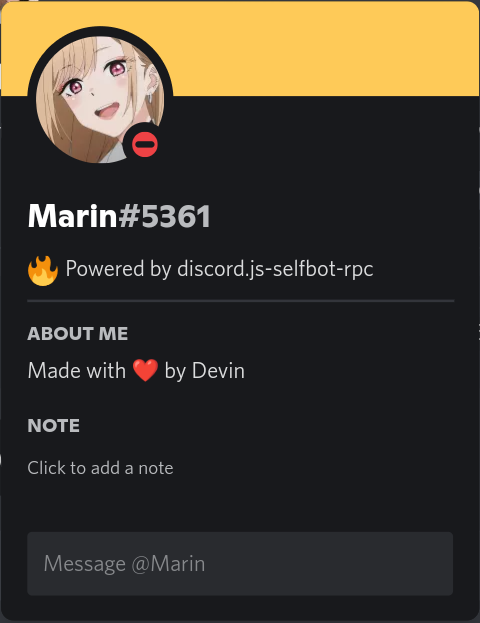 Marin#5361
🔥 Powered by discord.js-selfbot-rpc
ABOUT ME
Made with ❤️ by Devin
NOTE
Click to add a note
Message @Marin